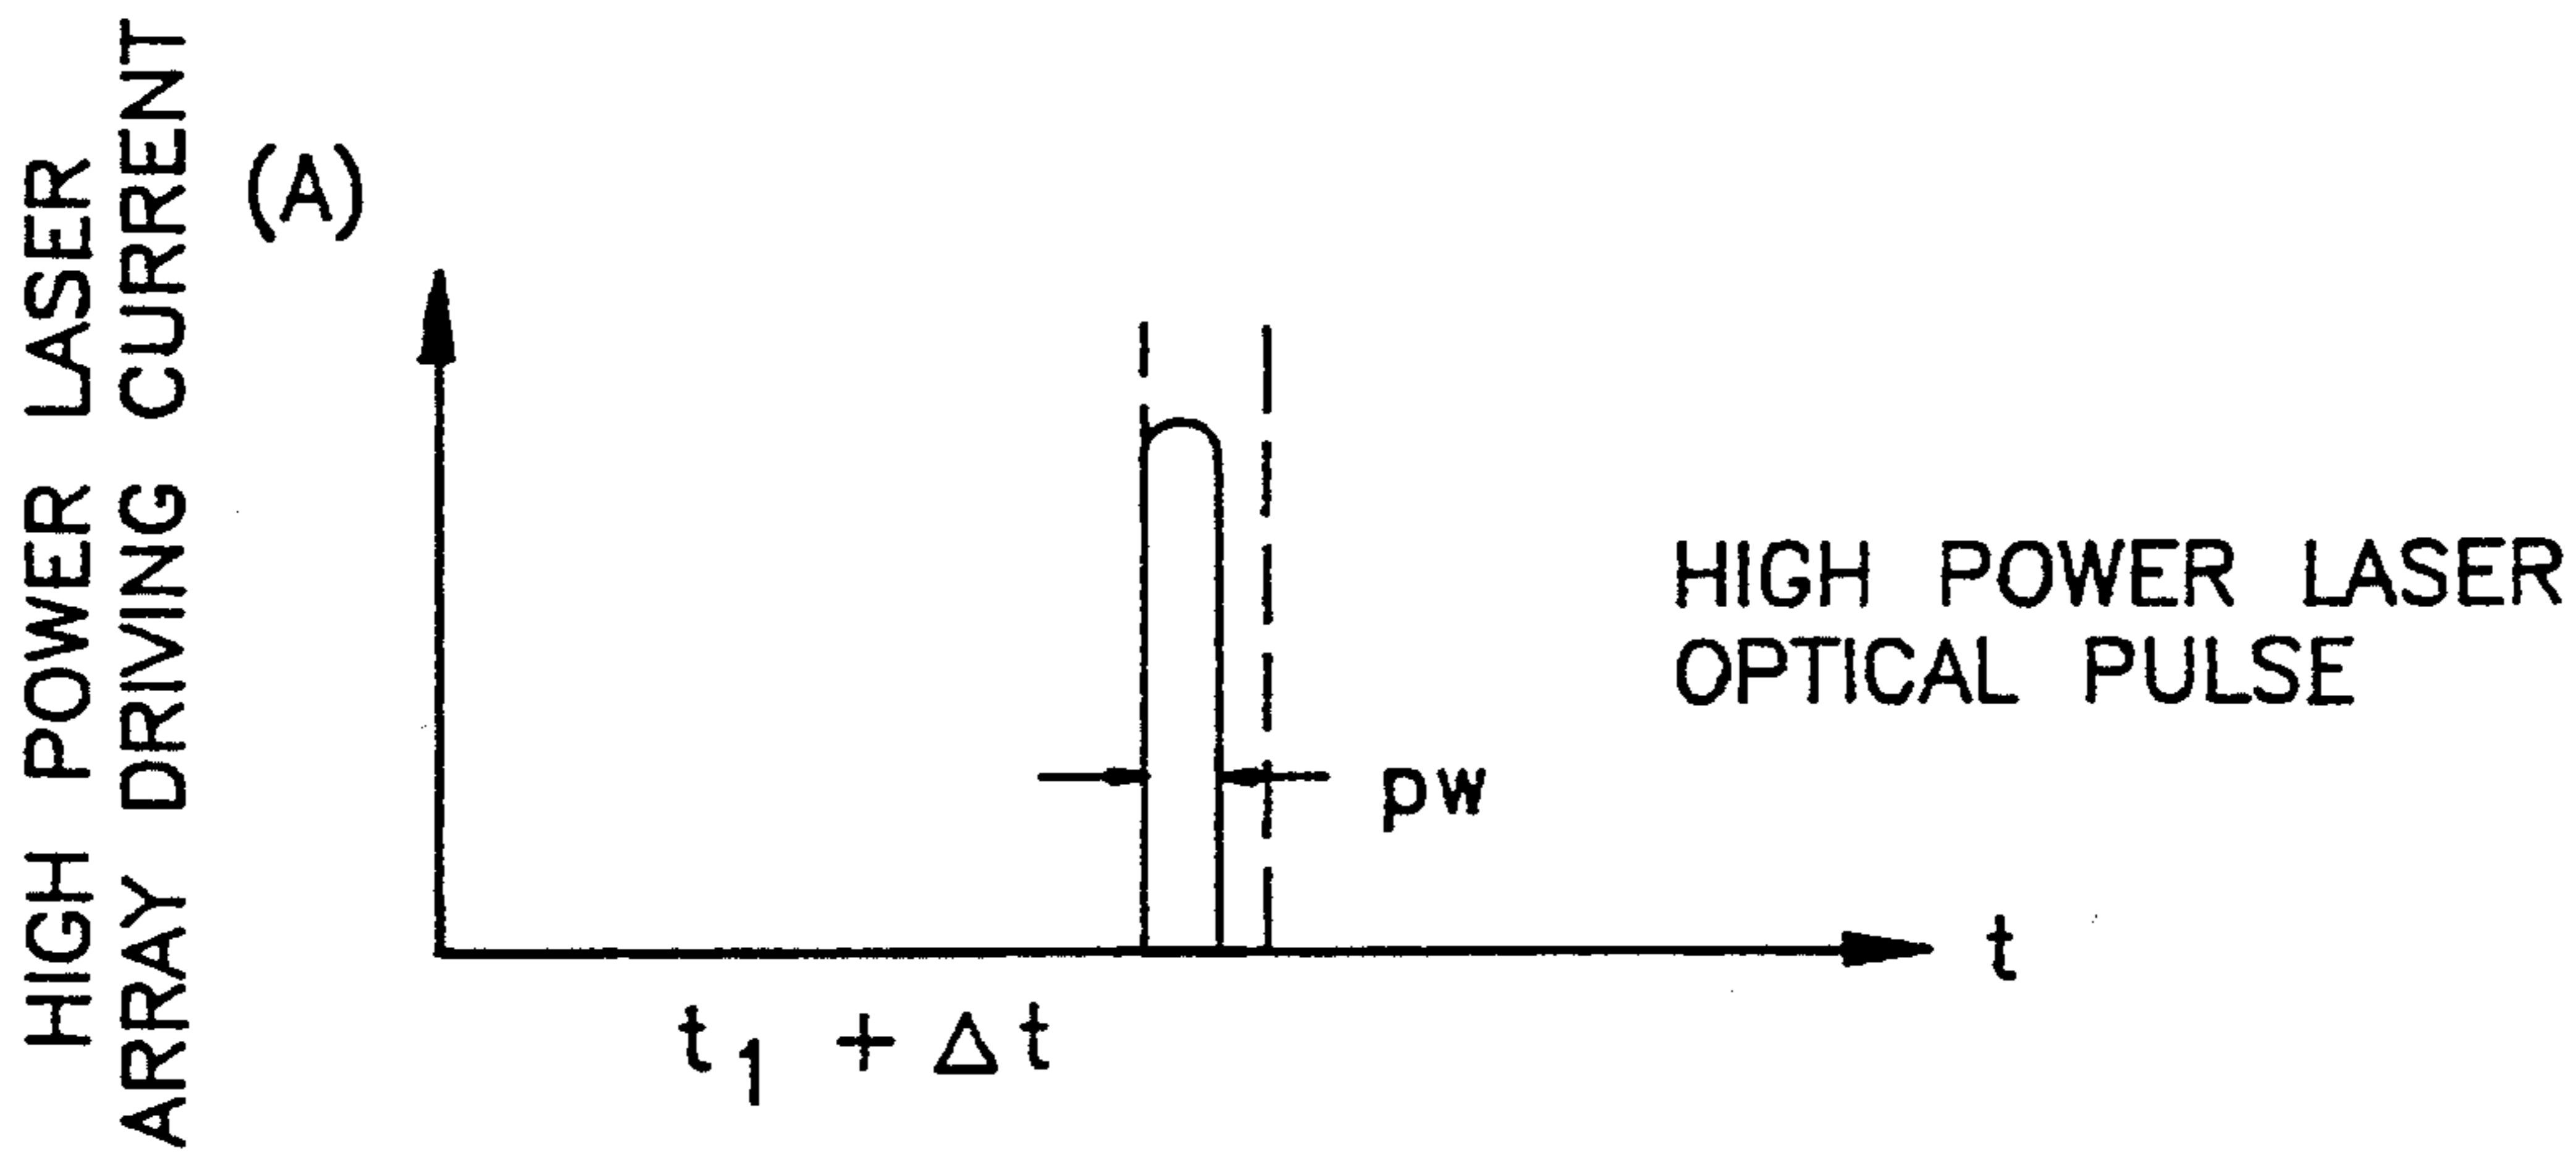 HIGH POWER LASER
ARRAY DRIVING CURRENT
(A)
HIGH POWER LASER
OPTICAL PULSE
pw
t
t₁ + Δt